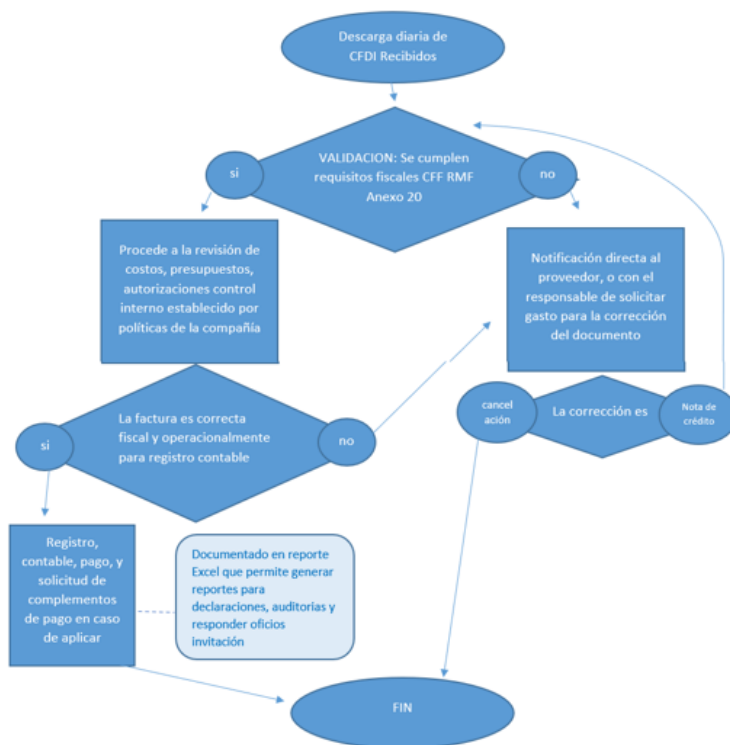 Descarga diaria de
CFDI Recibidos
VALIDACION: Se cumplen
requisitos fiscales CFF RMF
Anexo 20
si
no
Procede a la revisión de
costos, presupuestos,
autorizaciones control
interno establecido por
políticas de la compañía
Notificación directa al
proveedor, o con el
responsable de solicitar
gasto para la corrección
del documento
La factura es correcta
fiscal y operacionalmente
para registro contable
si
no
cancel
ación
La corrección es
Nota de
crédito
Registro,
contable, pago, y
solicitud de
complementos
de pago en caso
de aplicar
Documentado en reporte
Excel que permite generar
reportes para
declaraciones, auditorias y
responder oficios
invitación
FIN